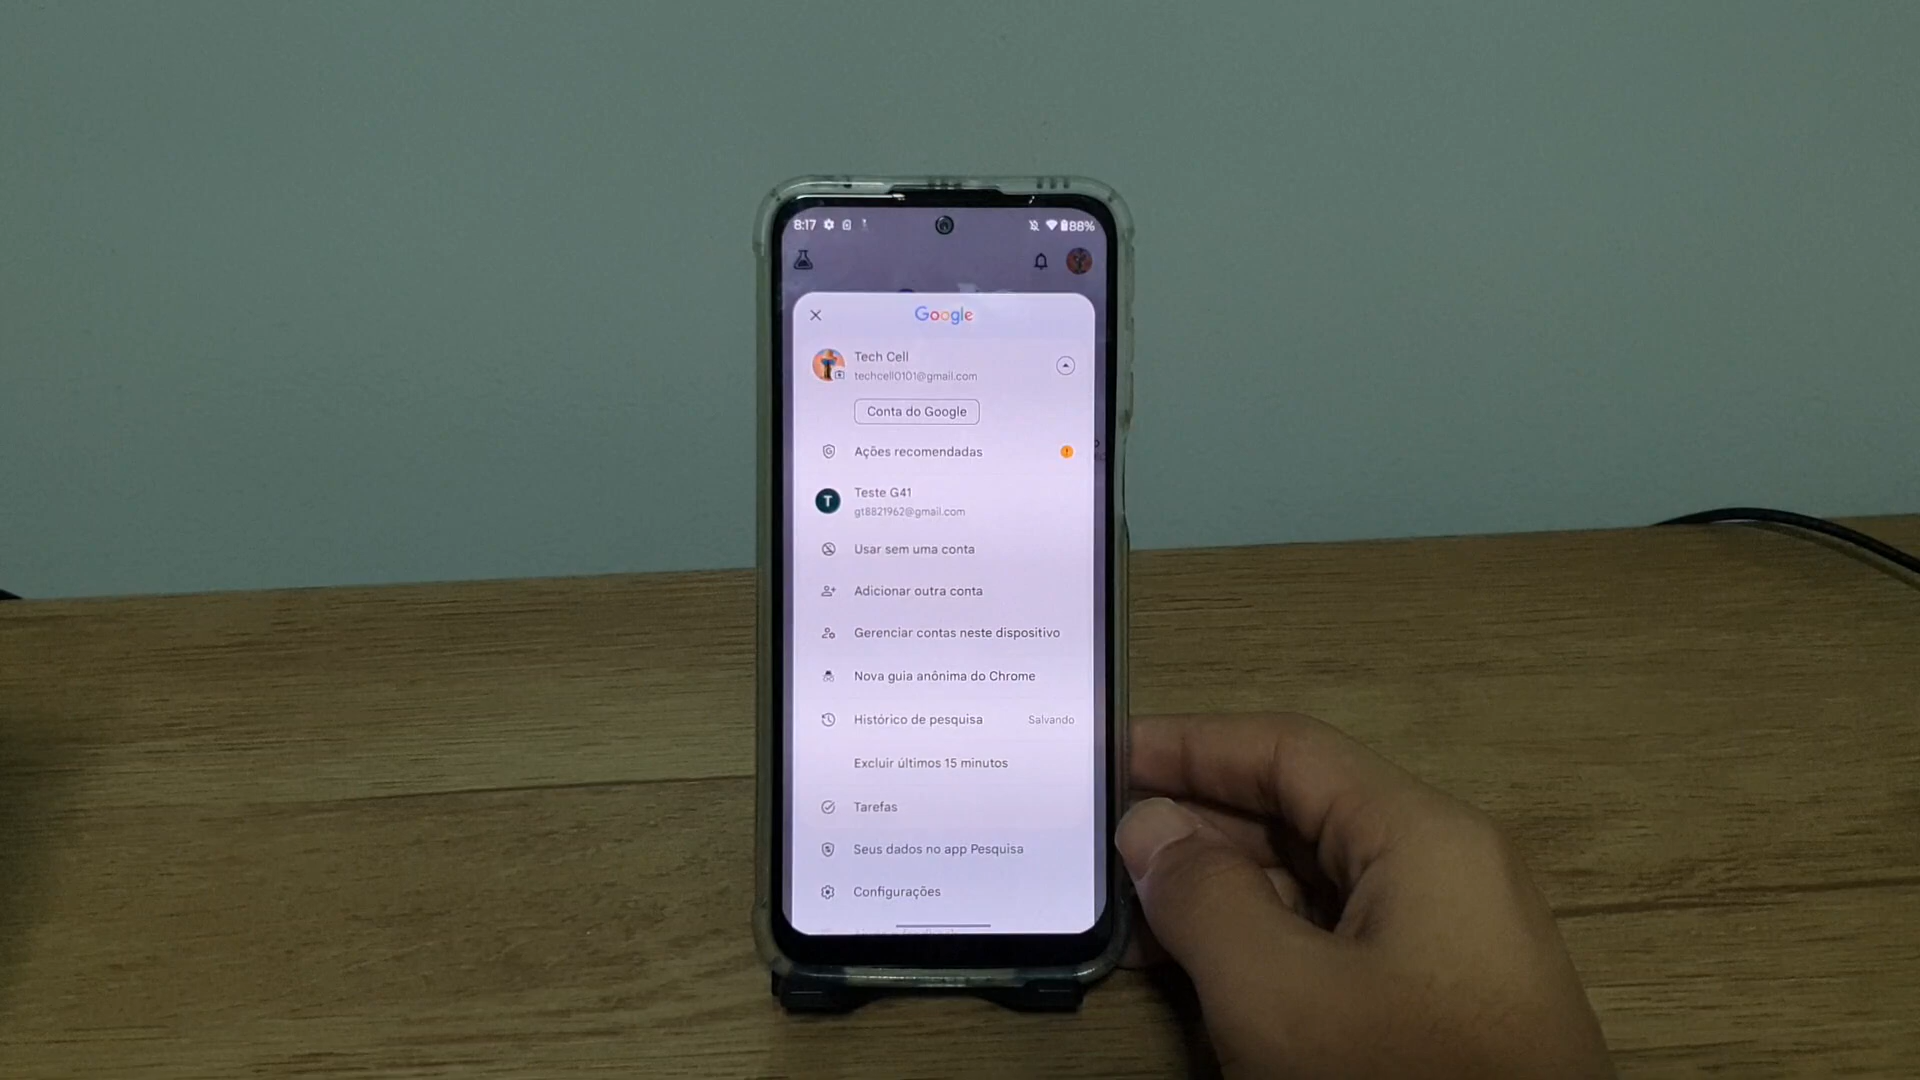 8:17
88%
Google
Tech Cell
techcell0101@gmail.com
Conta do Google
Ações recomendadas
T
Teste G41
gt8821962@gmail.com
Usar sem uma conta
Adicionar outra conta
Gerenciar contas neste dispositivo
Nova guia anônima do Chrome
Histórico de pesquisa Salvando
Excluir últimos 15 minutos
Tarefas
Seus dados no app Pesquisa
Configurações